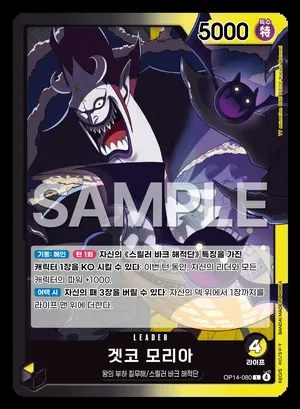 5000
특수
特
SAMPLE
기동: 메인 턴 1회 자신의 《스릴러 바크 해적단》 특징을 가진
캐릭터 1장을 KO 시킬 수 있다: 이번 턴 동안, 자신의 리더와 모든
캐릭터의 파워 +1000.
어택 시 자신의 패 3장을 버릴 수 있다: 자신의 덱 위에서 1장까지를
라이프 맨 위에 더한다.
LEADER
겟코 모리아
4
라이프
왕의 부하 칠무해/스릴러 바크 해적단
OP14-080 L